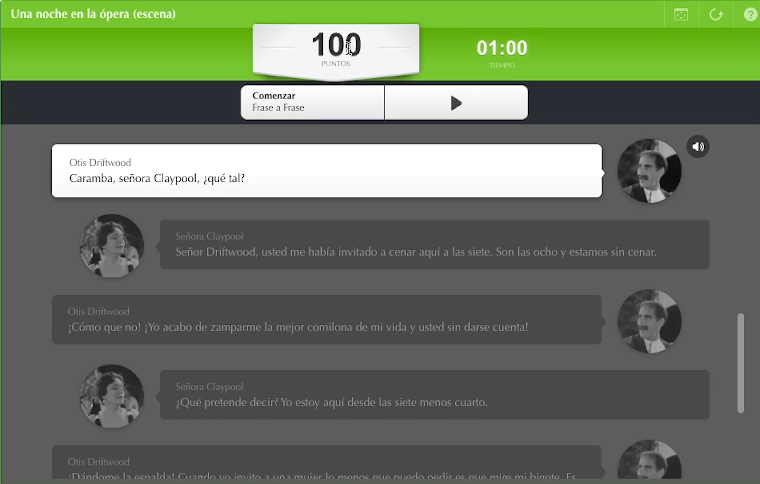 Una noche en la ópera (escena)
100
PUNTOS
01:00
TIEMPO
Comenzar
Frase a Frase
Otis Driftwood
Caramba, señora Claypool, ¿qué tal?
Señora Claypool
Señor Driftwood, usted me había invitado a cenar aquí a las siete. Son las ocho y estamos sin cenar.
Otis Driftwood
¡Cómo que no! ¡Yo acabo de zamparme la mejor comilona de mi vida y usted sin darse cuenta!
Señora Claypool
¿Qué pretende decir? Yo estoy aquí desde las siete menos cuarto.
Otis Driftwood
¡Dándome la espalda! Cuando yo invito a una mujer lo menos que puedo pedir es que mire mi bigote. Es